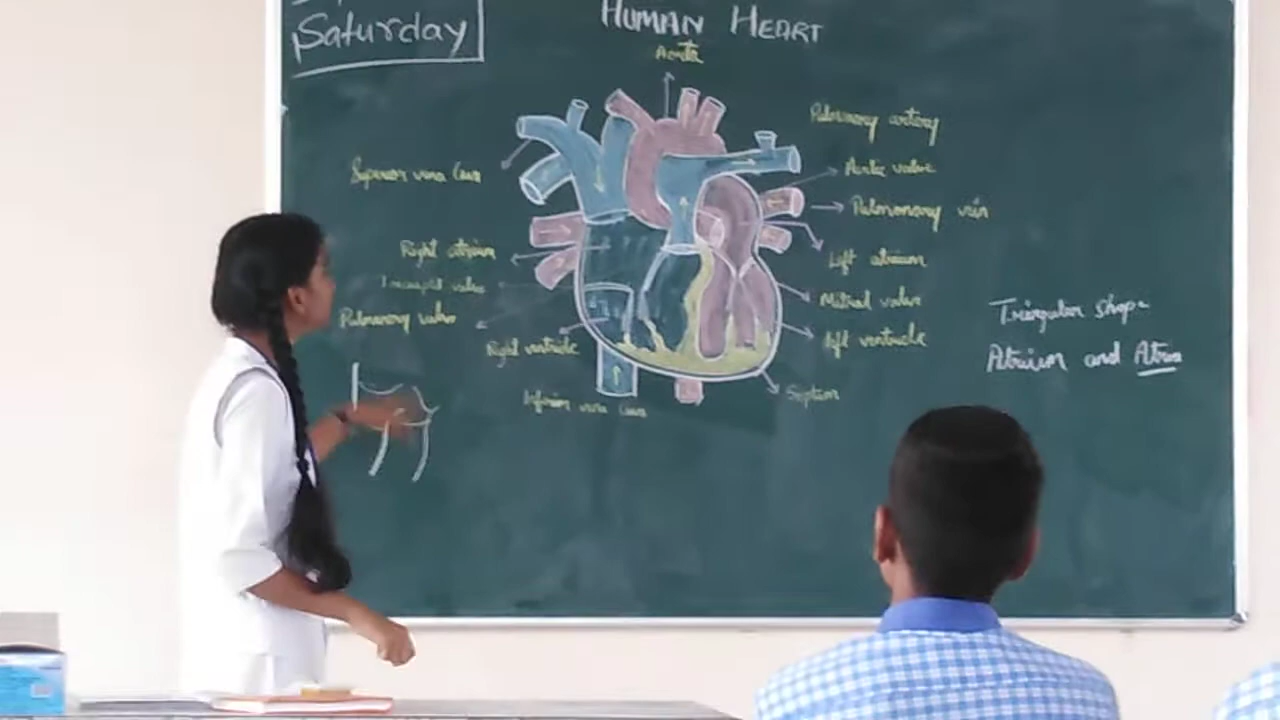 Saturday
HUMAN HEART
Aorta
Pulmonary artery
Superior vena cava
Aortic valve
Pulmonary vein
Right atrium
Left atrium
Tricuspid valve
Mitral valve
Pulmonary valve
Left ventricle
Right ventricle
Septum
Inferior vena cava
Triangular shape
Atrium and Atria